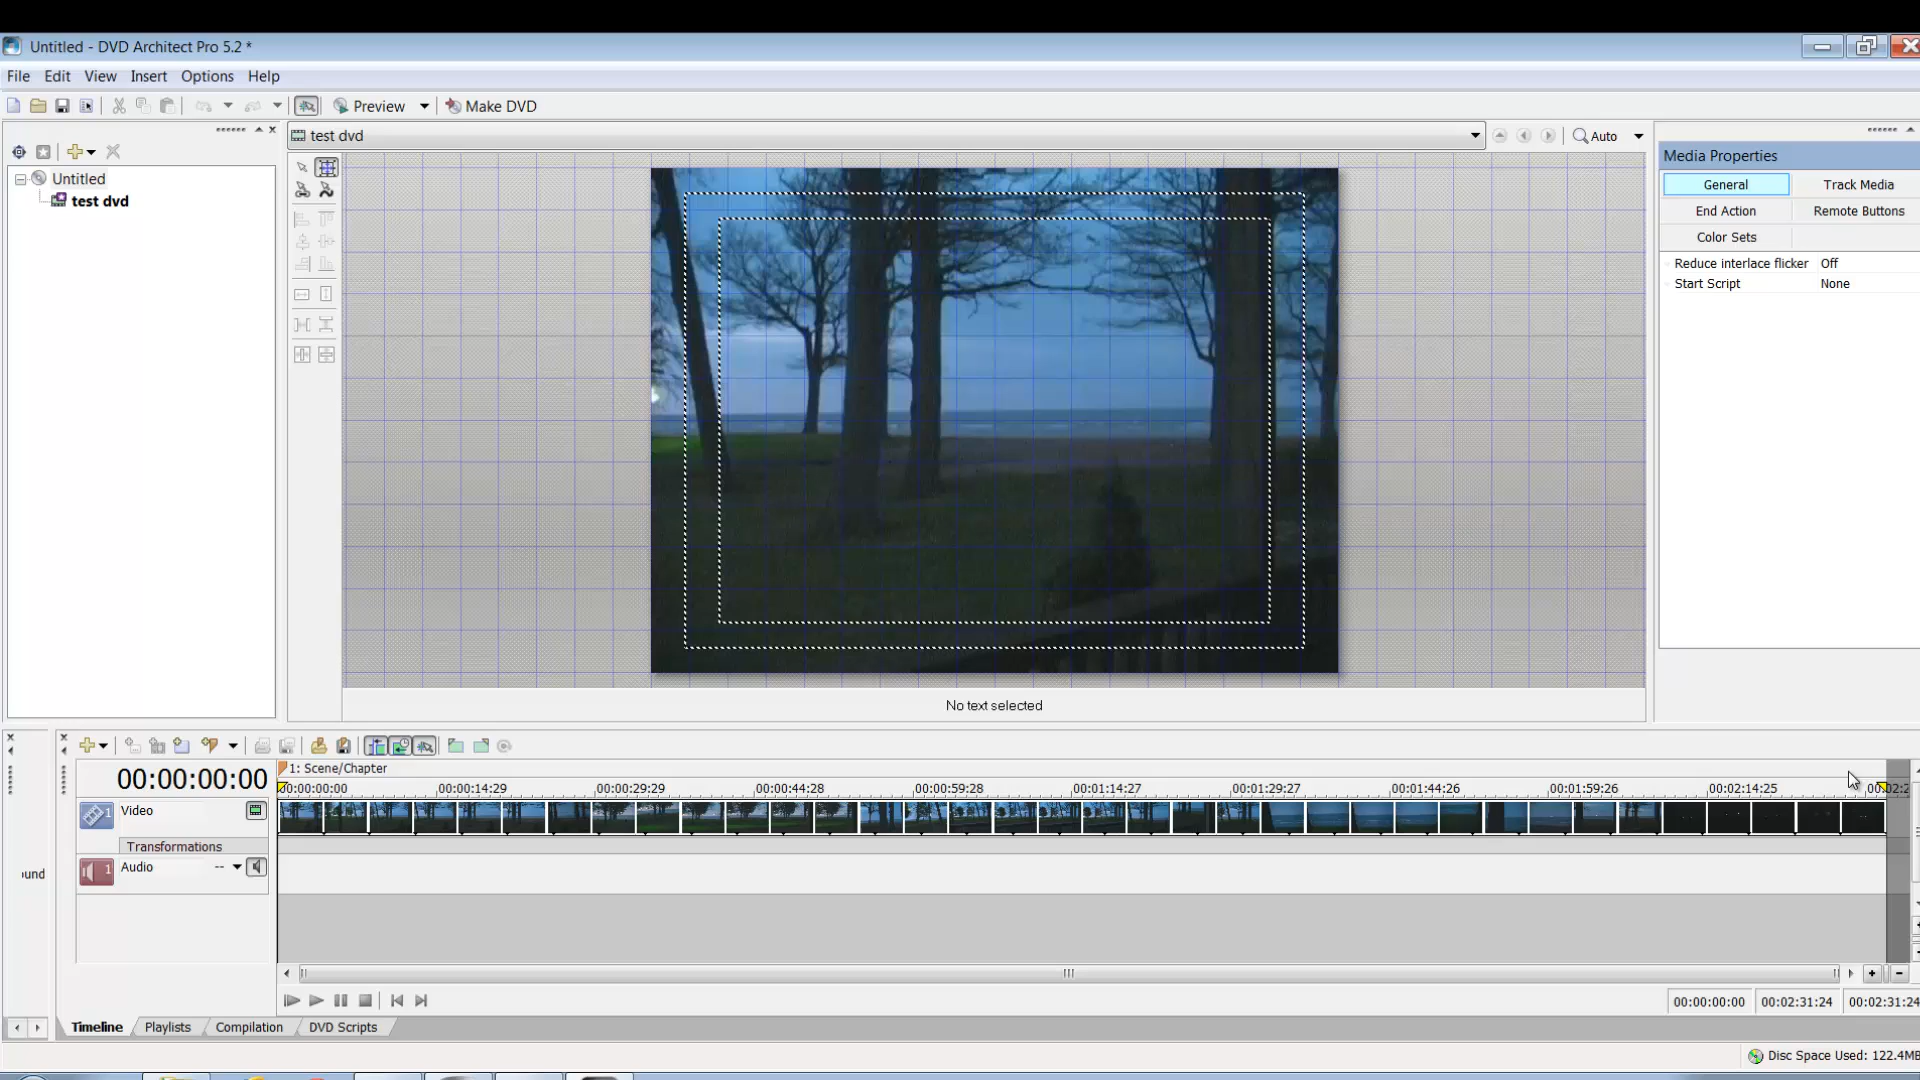 Untitled - DVD Architect Pro 5.2 *
File Edit View Insert Options Help
Preview Make DVD
test dvd
Auto
Untitled
test dvd
Media Properties
General Track Media
End Action Remote Buttons
Color Sets
Reduce interlace flicker Off
Start Script None
No text selected
1: Scene/Chapter
00:00:00:00
00:00:00:00 00:00:14:29 00:00:29:29 00:00:44:28 00:00:59:28 00:01:14:27 00:01:29:27 00:01:44:26 00:01:59:26 00:02:14:25
1 Video
Transformations
1 Audio --
und
00:00:00:00 00:02:31:24 00:02:31:24
Timeline Playlists Compilation DVD Scripts
Disc Space Used: 122.4MB